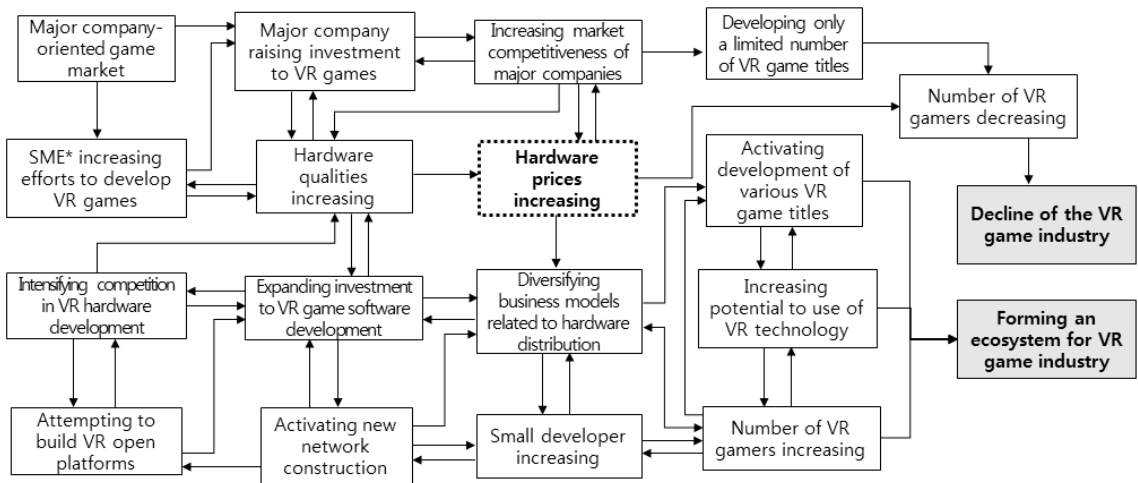 Major company-
oriented game
market
Major company
raising investment
to VR games
Increasing market
competitiveness of
major companies
Developing only
a limited number
of VR game titles
Number of VR
gamers decreasing
SME* increasing
efforts to develop
VR games
Hardware
qualities
increasing
Hardware
prices
increasing
Activating
development of
various VR
game titles
Decline of the VR
game industry
Intensifying competition
in VR hardware
development
Expanding investment
to VR game software
development
Diversifying
business models
related to hardware
distribution
Increasing
potential to use of
VR technology
Forming an
ecosystem for VR
game industry
Attempting to
build VR open
platforms
Activating new
network
construction
Small developer
increasing
Number of VR
gamers increasing